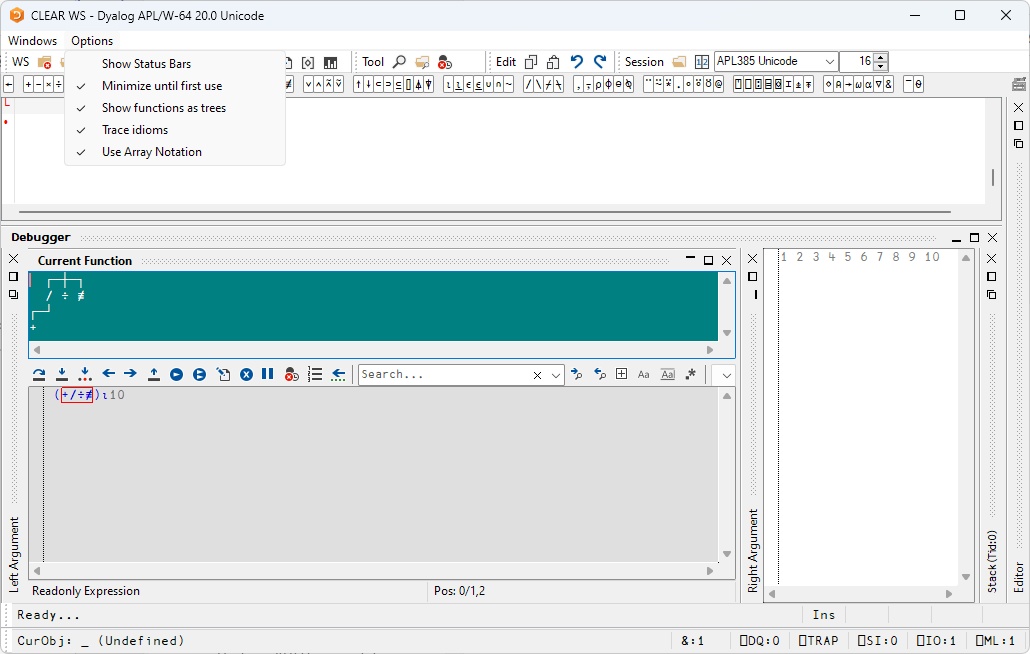 CLEAR WS - Dyalog APL/W-64 20.0 Unicode
Windows Options
WS Tool Edit Session APL385 Unicode 16
Show Status Bars
Minimize until first use
Show functions as trees
Trace idioms
Use Array Notation
← + - × ÷ ≢ ∨ ∧ ⍲ ⍱ ↑ ↓ ⊂ ⊃ ⊆ ⌷ ⍋ ⍒ ⍳ ⍸ ∊ ⍷ ∪ ∩ ~ / \ ⌿ ⍀ , ⍪ ⍴ ⌽ ⊖ ⍉ ¨ ⍨ ⍣ . ∘ ⍤ ⍥ @ ⍎ ⍕ ⋄ ⍝ → ⍵ ⍺ ∇ & ¯ ⍬
Debugger
Current Function
/ ÷ ≢
+
1 2 3 4 5 6 7 8 9 10
Search...
Aa Aa
(+/÷≢)⍳10
Left Argument
Right Argument
Stack (Tid:0)
Editor
Readonly Expression Pos: 0/1,2
Ready... Ins
CurObj: _ (Undefined) &:1 ⎕DQ:0 ⎕TRAP ⎕SI:0 ⎕IO:1 ⎕ML:1